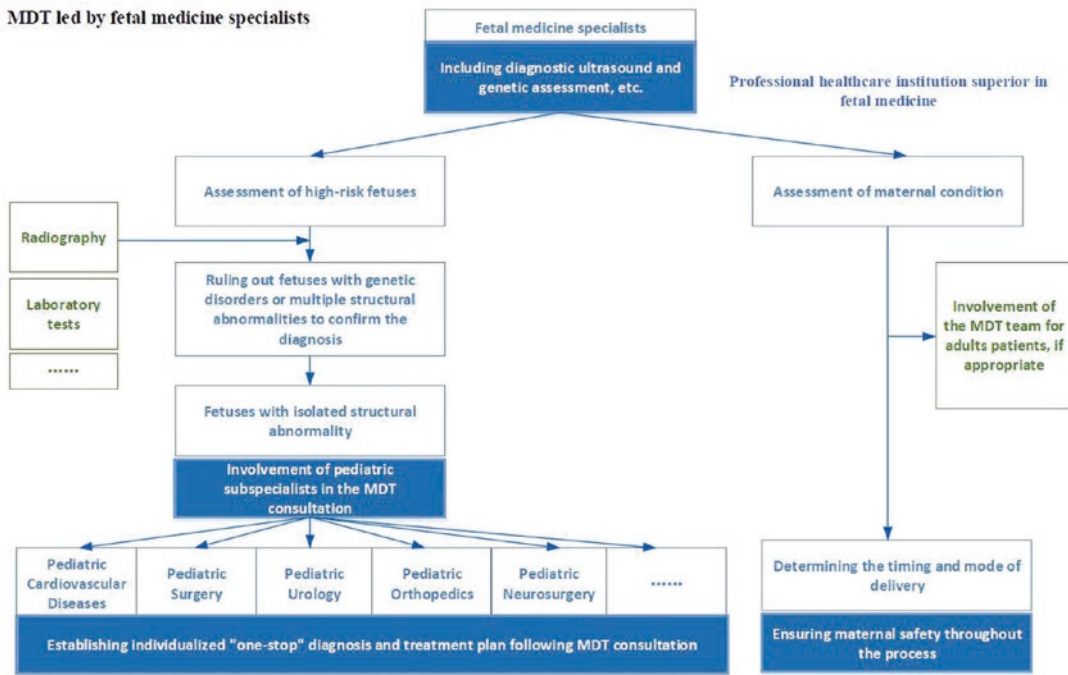 MDT led by fetal medicine specialists
Fetal medicine specialists
Including diagnostic ultrasound and
genetic assessment, etc.
Professional healthcare institution superior in
fetal medicine
Assessment of high-risk fetuses
Assessment of maternal condition
Radiography
Laboratory
tests
......
Ruling out fetuses with genetic
disorders or multiple structural
abnormalities to confirm the
diagnosis
Involvement of
the MDT team for
adults patients, if
appropriate
Fetuses with isolated structural
abnormality
Involvement of pediatric
subspecialists in the MDT
consultation
Pediatric
Cardiovascular
Diseases
Pediatric
Surgery
Pediatric
Urology
Pediatric
Orthopedics
Pediatric
Neurosurgery
......
Establishing individualized "one-stop" diagnosis and treatment plan following MDT consultation
Determining the timing and mode of
delivery
Ensuring maternal safety throughout
the process